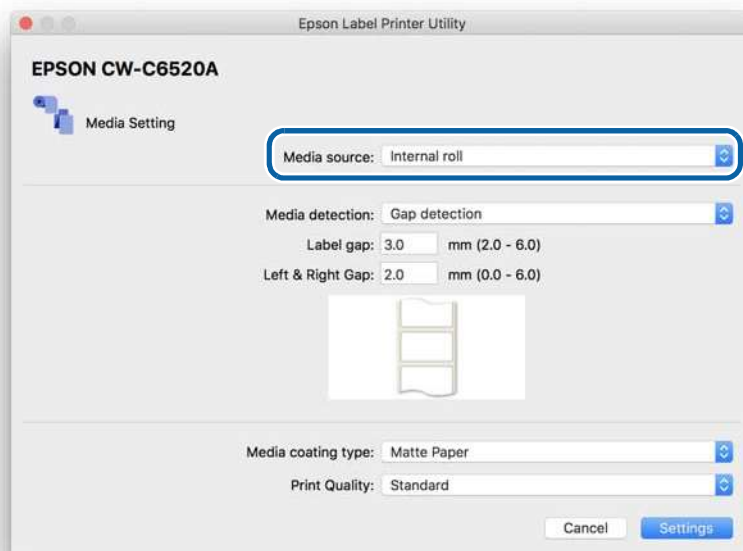 Epson Label Printer Utility
EPSON CW-C6520A
Media Setting
Media source: Internal roll
Media detection: Gap detection
Label gap: 3.0 mm (2.0 - 6.0)
Left & Right Gap: 2.0 mm (0.0 - 6.0)
Media coating type: Matte Paper
Print Quality: Standard
Cancel Settings